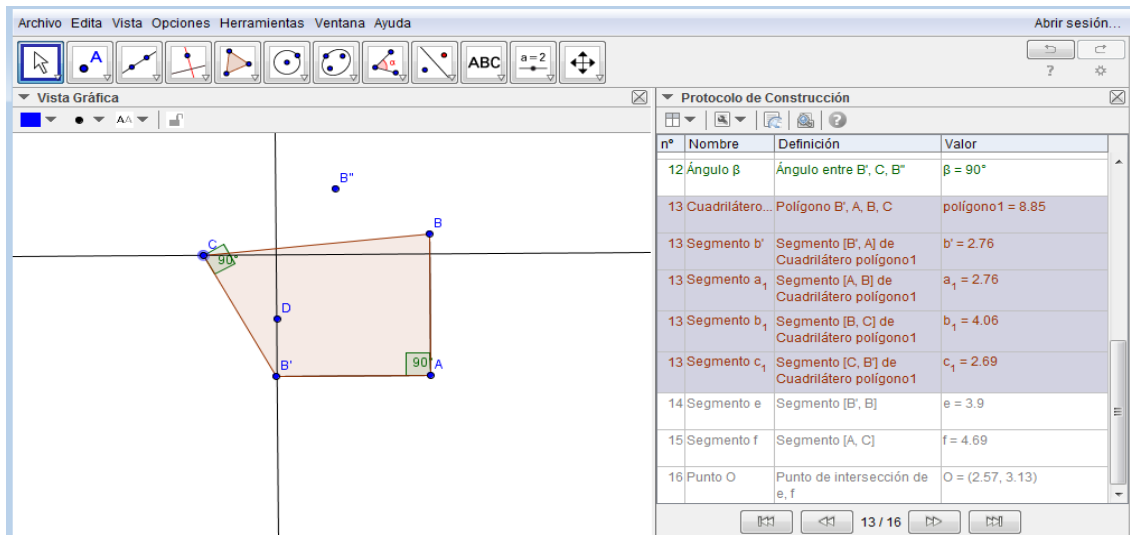 Archivo Edita Vista Opciones Herramientas Ventana Ayuda
Abrir sesión...
A
α
ABC
a=2
?
Vista Gráfica
AA
Protocolo de Construcción
?
nº Nombre Definición Valor
12 Ángulo β Ángulo entre B', C, B" β = 90°
13 Cuadrilátero... Polígono B', A, B, C polígono1 = 8.85
13 Segmento b' Segmento [B', A] de b' = 2.76
Cuadrilátero polígono1
13 Segmento a₁ Segmento [A, B] de a₁ = 2.76
Cuadrilátero polígono1
13 Segmento b₁ Segmento [B, C] de b₁ = 4.06
Cuadrilátero polígono1
13 Segmento c₁ Segmento [C, B'] de c₁ = 2.69
Cuadrilátero polígono1
14 Segmento e Segmento [B', B] e = 3.9
15 Segmento f Segmento [A, C] f = 4.69
16 Punto O Punto de intersección de O = (2.57, 3.13)
e, f
13 / 16
B"
B
C
90°
D
B'
90°
A